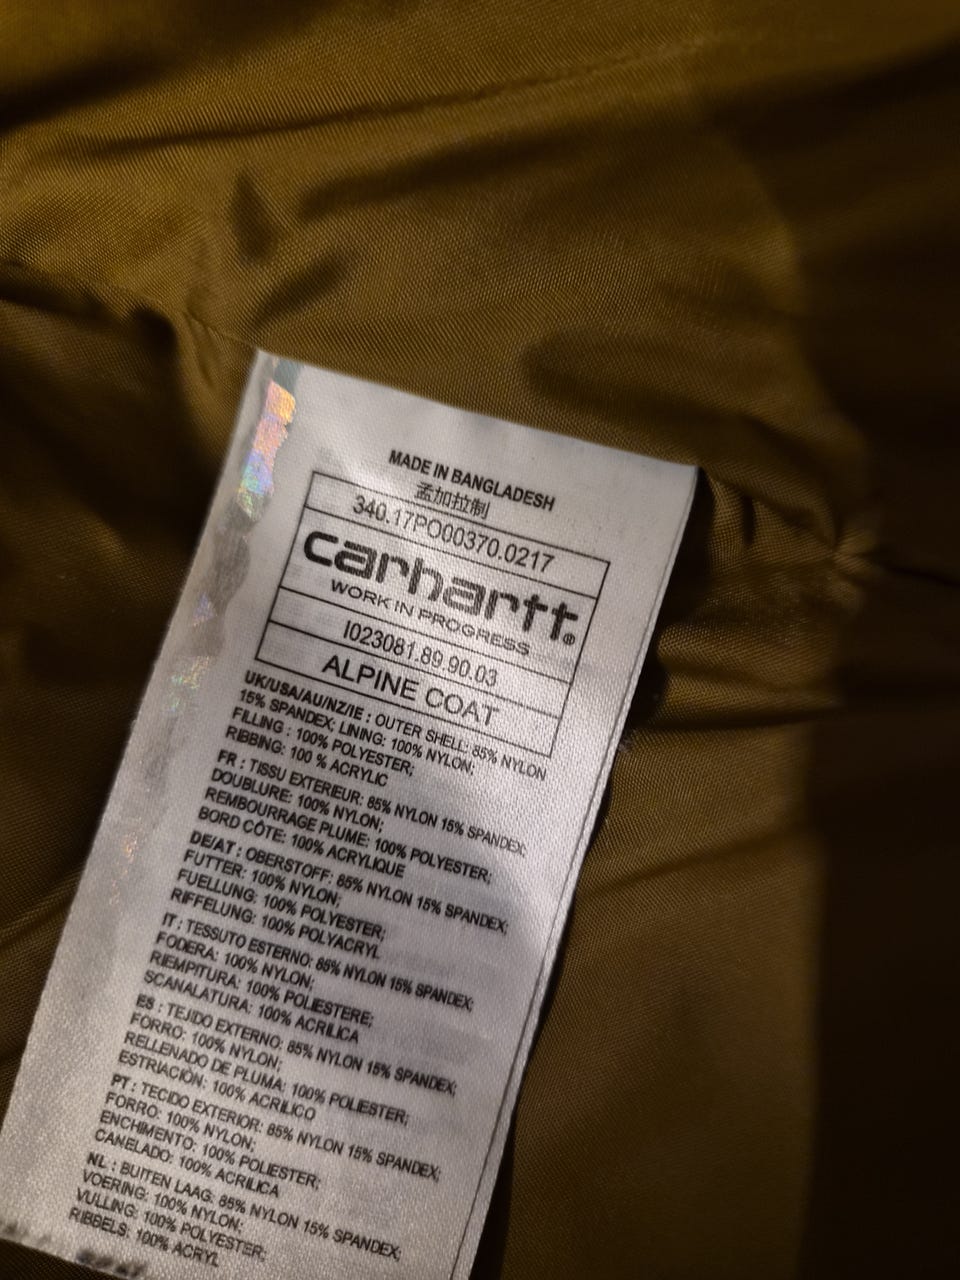 MADE IN BANGLADESH
孟加拉制
340.17PO00370.0217
carhartt®
WORK IN PROGRESS
I023081.89.90.03
ALPINE COAT
UK/USA/AU/NZ/IE : OUTER SHELL: 85% NYLON
15% SPANDEX; LINING: 100% NYLON;
FILLING : 100% POLYESTER;
RIBBING: 100 % ACRYLIC
FR : TISSU EXTERIEUR: 85% NYLON 15% SPANDEX;
DOUBLURE: 100% NYLON;
REMBOURRAGE PLUME: 100% POLYESTER;
BORD CÔTE: 100% ACRYLIQUE
DE/AT : OBERSTOFF: 85% NYLON 15% SPANDEX;
FUTTER: 100% NYLON;
FUELLUNG: 100% POLYESTER;
RIFFELUNG: 100% POLYACRYL
IT : TESSUTO ESTERNO: 85% NYLON 15% SPANDEX;
FODERA: 100% NYLON;
RIEMPITURA: 100% POLIESTERE;
SCANALATURA: 100% ACRILICA
ES : TEJIDO EXTERNO: 85% NYLON 15% SPANDEX;
FORRO: 100% NYLON;
RELLENADO DE PLUMA: 100% POLIESTER;
ESTRIACIÒN: 100% ACRILICO
PT : TECIDO EXTERIOR: 85% NYLON 15% SPANDEX;
FORRO: 100% NYLON;
ENCHIMENTO: 100% POLIESTER;
CANELADO: 100% ACRILICA
NL : BUITEN LAAG: 85% NYLON 15% SPANDEX;
VOERING: 100% NYLON;
VULLING: 100% POLYESTER;
RIBBELS: 100% ACRYL